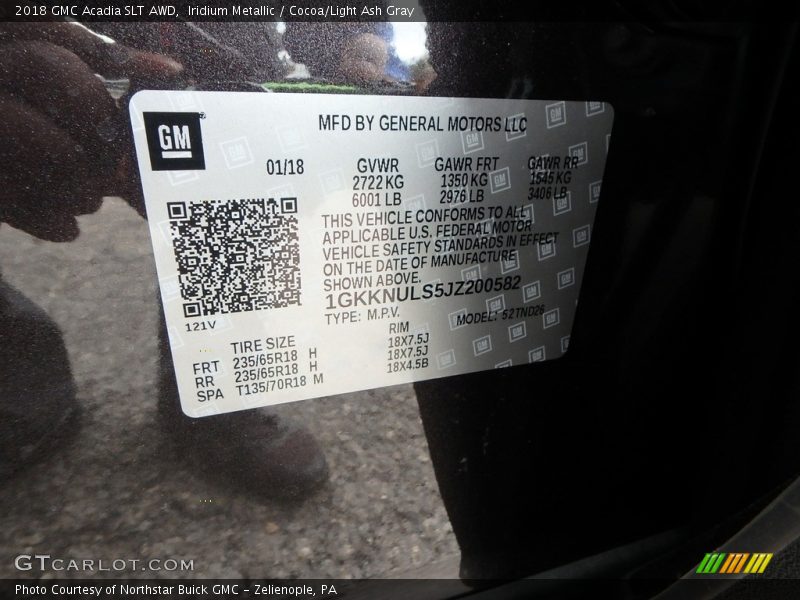 2018 GMC Acadia SLT AWD, Iridium Metallic / Cocoa/Light Ash Gray
GM
MFD BY GENERAL MOTORS LLC
01/18
GVWR GAWR FRT GAWR RR
2722 KG 1350 KG 1545 KG
6001 LB 2976 LB 3406 LB
THIS VEHICLE CONFORMS TO ALL
APPLICABLE U.S. FEDERAL MOTOR
VEHICLE SAFETY STANDARDS IN EFFECT
ON THE DATE OF MANUFACTURE
SHOWN ABOVE.
1GKKNULS5JZ200582
TYPE: M.P.V. MODEL: 52TND26
121V
TIRE SIZE RIM
FRT 235/65R18 H 18X7.5J
RR 235/65R18 H 18X7.5J
SPA T135/70R18 M 18X4.5B
GTCARLOT.COM
Photo Courtesy of Northstar Buick GMC - Zelienople, PA